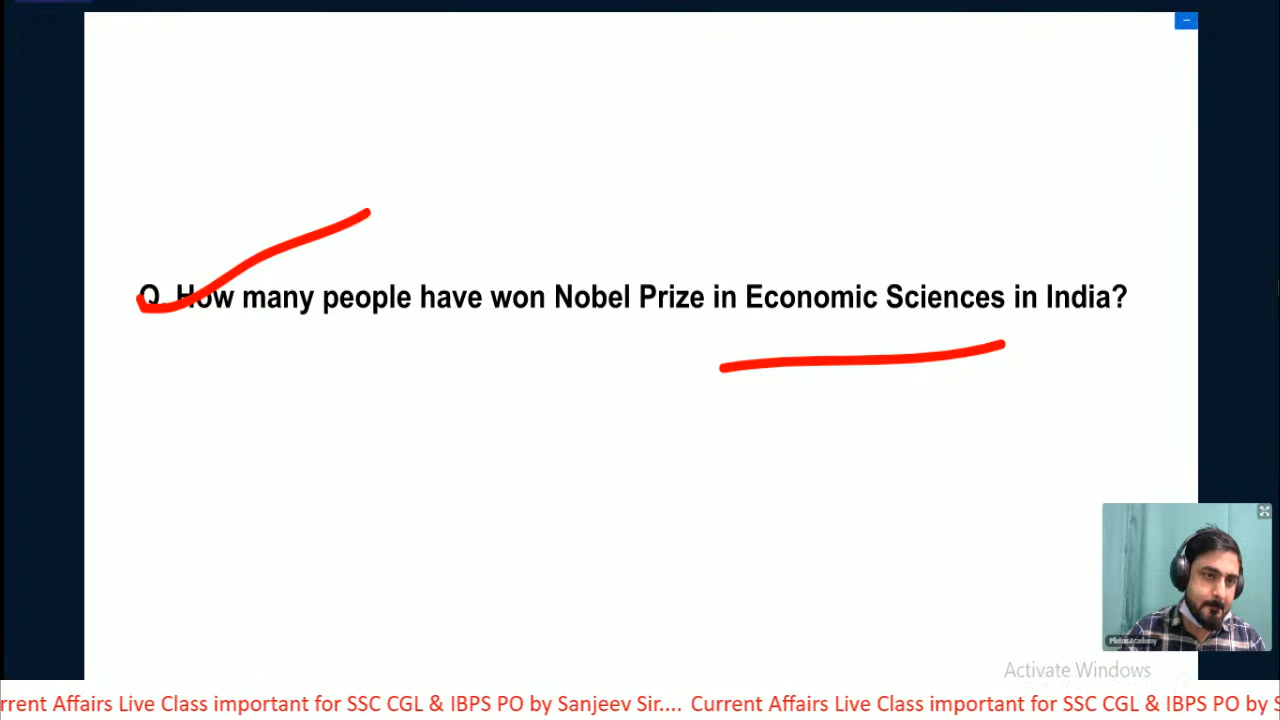 Q. How many people have won Nobel Prize in Economic Sciences in India?
Plutus Academy
Activate Windows
rrent Affairs Live Class important for SSC CGL & IBPS PO by Sanjeev Sir.... Current Affairs Live Class important for SSC CGL & IBPS PO by S